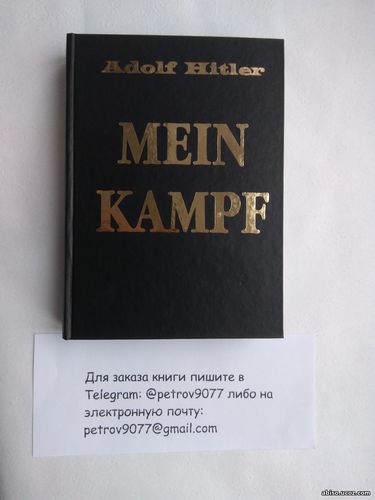 Adolf Hitler
MEIN
KAMPF
Для заказа книги пишите в
Telegram: @petrov9077 либо на
электронную почту:
petrov9077@gmail.com
abiso.ucoz.com